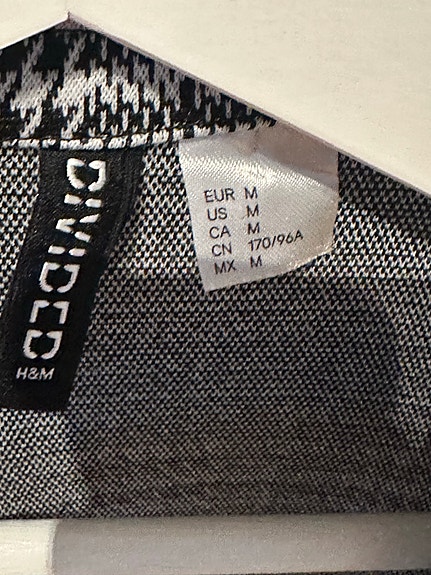 DIVIDED
H&M
EUR M
US M
CA M
CN 170/96A
MX M